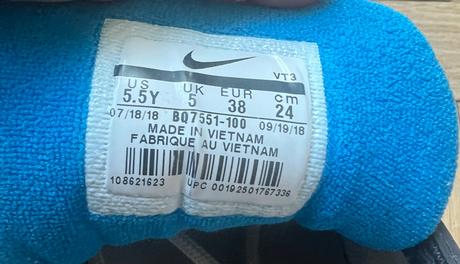 VT3
US UK EUR cm
5.5Y 5 38 24
07/18/18 BQ7551-100 09/19/18
MADE IN VIETNAM
FABRIQUE AU VIETNAM
108621623 UPC 00192501767336